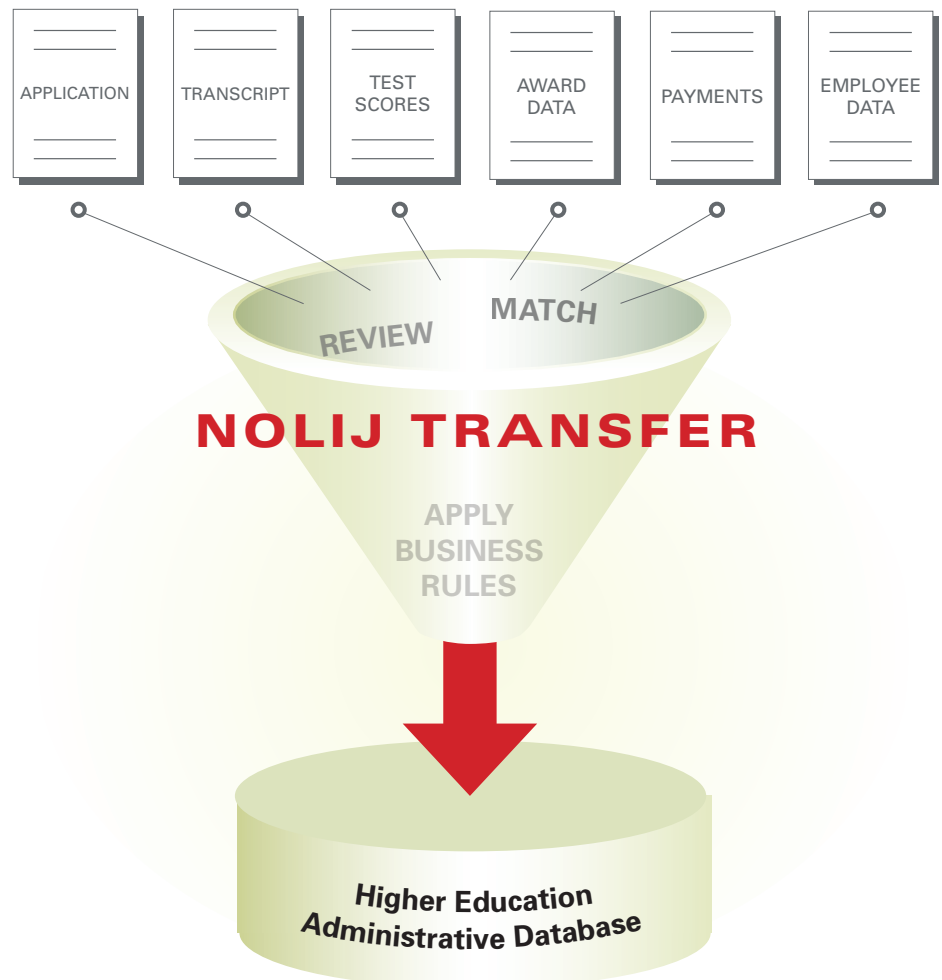 APPLICATION
TRANSCRIPT
TEST
SCORES
AWARD
DATA
PAYMENTS
EMPLOYEE
DATA
REVIEW
MATCH
NOLIJ TRANSFER
APPLY
BUSINESS
RULES
Higher Education
Administrative Database